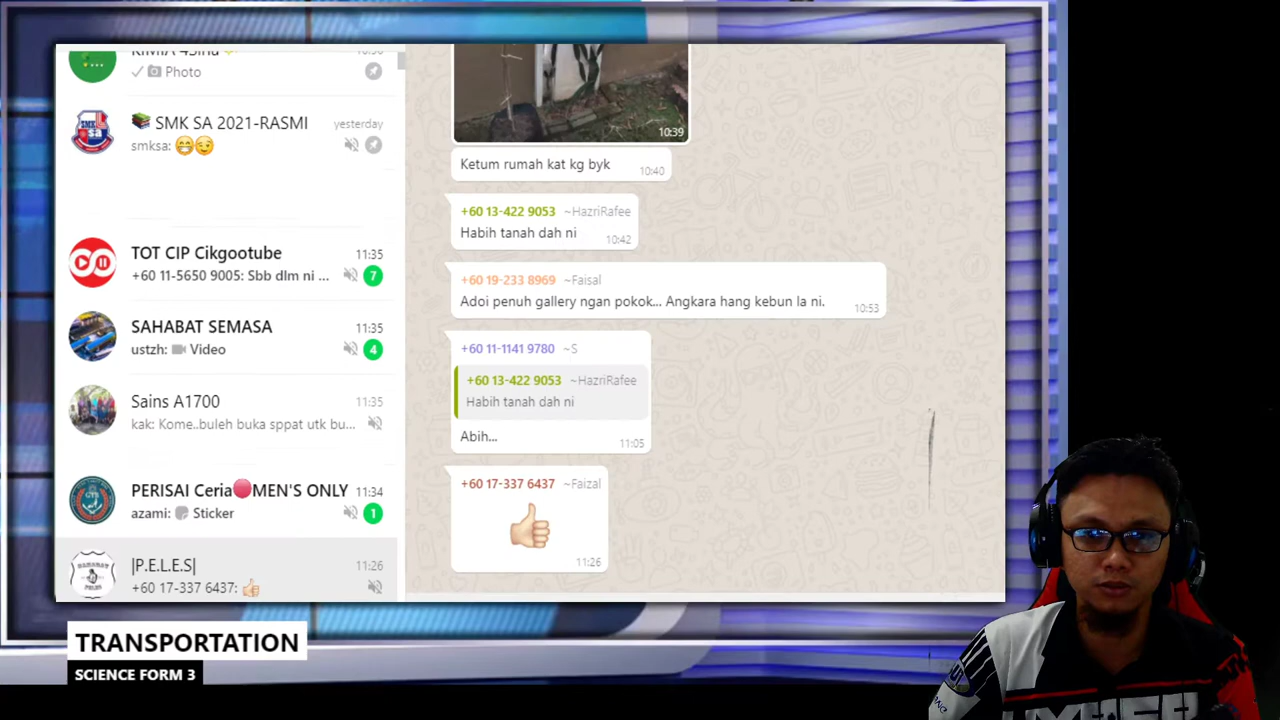 KIMIA 4Sina
Photo
SMK SA 2021-RASMI
yesterday
smksa: 😁😉
TOT CIP Cikgootube
11:35
+60 11-5650 9005: Sbb dlm ni ...
7
SAHABAT SEMASA
11:35
ustzh: Video
4
Sains A1700
11:35
kak: Kome..buleh buka sppat utk bu...
PERISAI Ceria🔴MEN'S ONLY
11:34
azami: Sticker
1
|P.E.L.E.S|
11:26
+60 17-337 6437: 👍🏻
10:39
Ketum rumah kat kg byk
10:40
+60 13-422 9053 ~HazriRafee
Habih tanah dah ni
10:42
+60 19-233 8969 ~Faisal
Adoi penuh gallery ngan pokok... Angkara hang kebun la ni.
10:53
+60 11-1141 9780 ~S
+60 13-422 9053 ~HazriRafee
Habih tanah dah ni
Abih...
11:05
+60 17-337 6437 ~Faizal
👍🏻
11:26
TRANSPORTATION
SCIENCE FORM 3